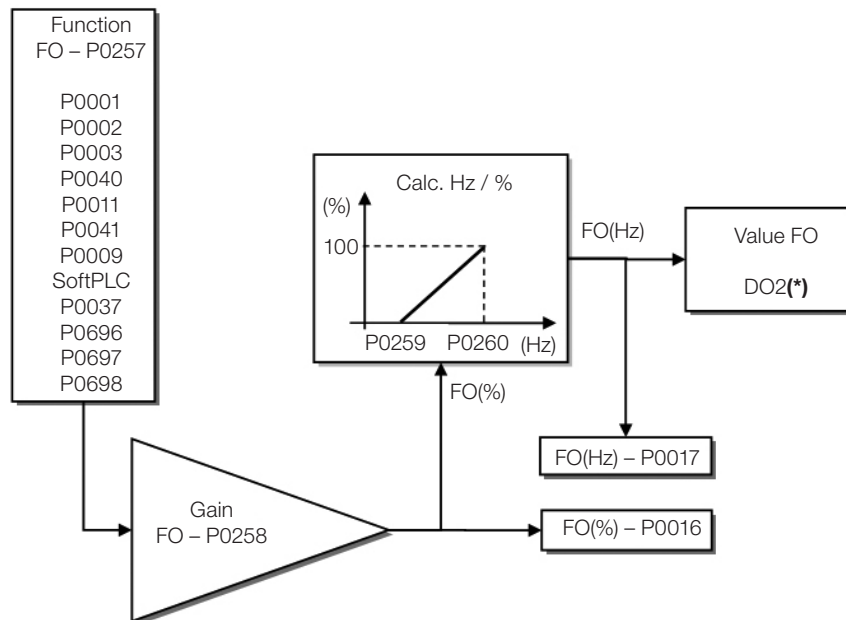 Function
FO – P0257
P0001
P0002
P0003
P0040
P0011
P0041
P0009
SoftPLC
P0037
P0696
P0697
P0698
Gain
FO – P0258
Calc. Hz / %
(%)
100
P0259
P0260
(Hz)
FO(%)
FO(Hz)
Value FO
DO2(*)
FO(Hz) – P0017
FO(%) – P0016